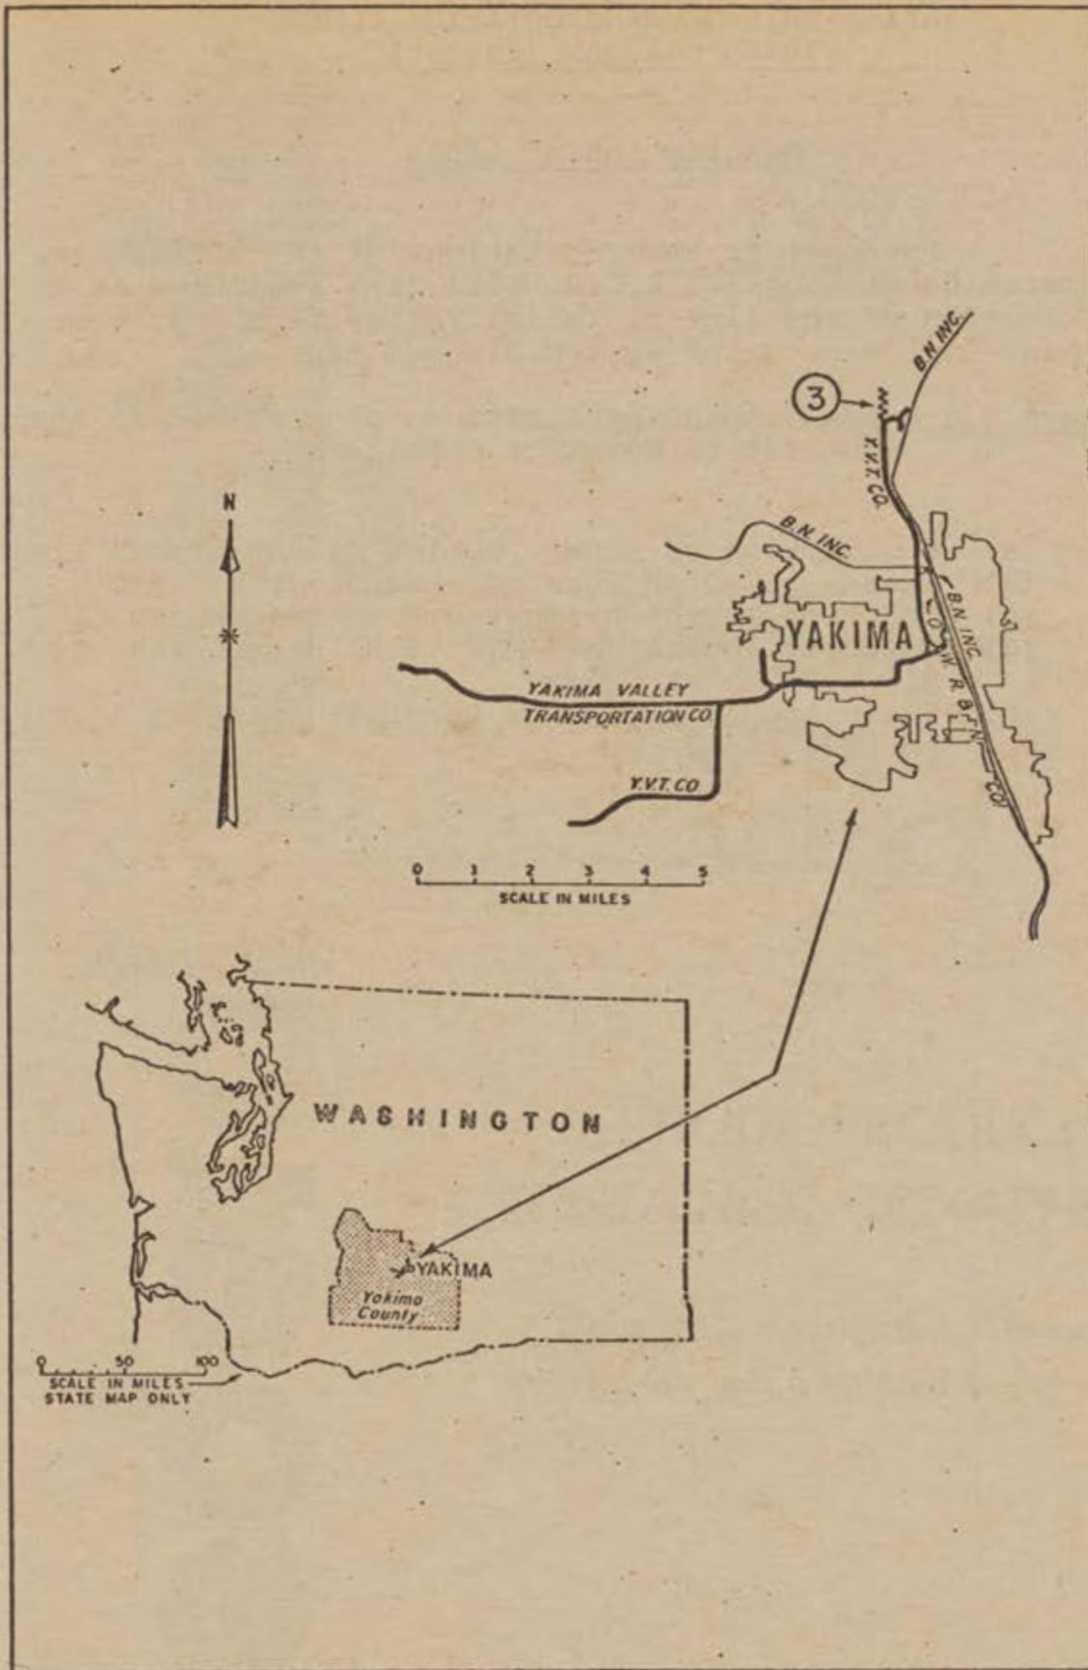 B.N INC.
3
Y.V.T. CO.
N
B.N. INC.
B.N INC.
YAKIMA
O. W. R. & N. CO.
YAKIMA VALLEY
TRANSPORTATION CO
Y.V.T. CO
0 1 2 3 4 5
SCALE IN MILES
WASHINGTON
YAKIMA
Yakima
County
0 50 100
SCALE IN MILES
STATE MAP ONLY